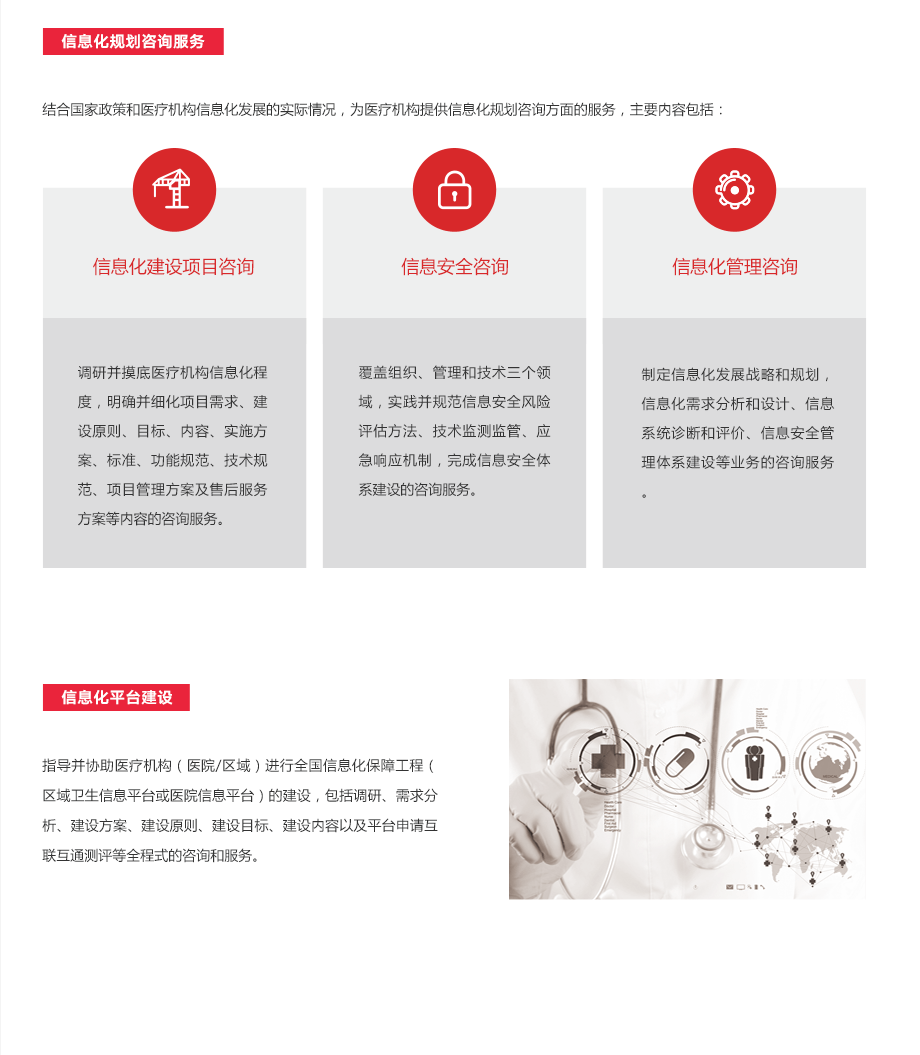 信息化规划咨询服务
结合国家政策和医疗机构信息化发展的实际情况，为医疗机构提供信息化规划咨询方面的服务，主要内容包括：
信息化建设项目咨询
调研并摸底医疗机构信息化程
度，明确并细化项目需求、建
设原则、目标、内容、实施方
案、标准、功能规范、技术规
范、项目管理方案及售后服务
方案等内容的咨询服务。
信息安全咨询
覆盖组织、管理和技术三个领
域，实践并规范信息安全风险
评估方法、技术监测监管、应
急响应机制，完成信息安全体
系建设的咨询服务。
信息化管理咨询
制定信息化发展战略和规划，
信息化需求分析和设计、信息
系统诊断和评价、信息安全管
理体系建设等业务的咨询服务
。
信息化平台建设
指导并协助医疗机构（医院/区域）进行全国信息化保障工程（
区域卫生信息平台或医院信息平台）的建设，包括调研、需求分
析、建设方案、建设原则、建设目标、建设内容以及平台申请互
联互通测评等全程式的咨询和服务。
MEDICAL